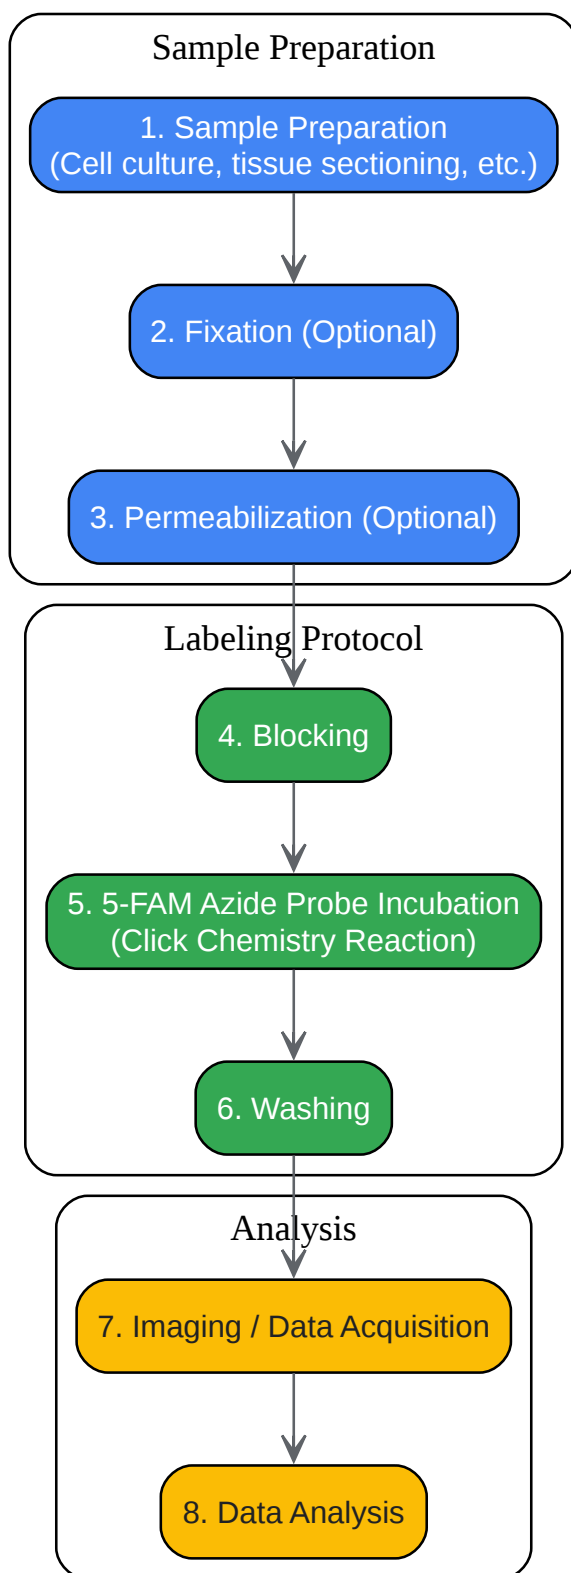 Sample Preparation
1. Sample Preparation
(Cell culture, tissue sectioning, etc.)
2. Fixation (Optional)
3. Permeabilization (Optional)
Labeling Protocol
4. Blocking
5. 5-FAM Azide Probe Incubation
(Click Chemistry Reaction)
6. Washing
Analysis
7. Imaging / Data Acquisition
8. Data Analysis